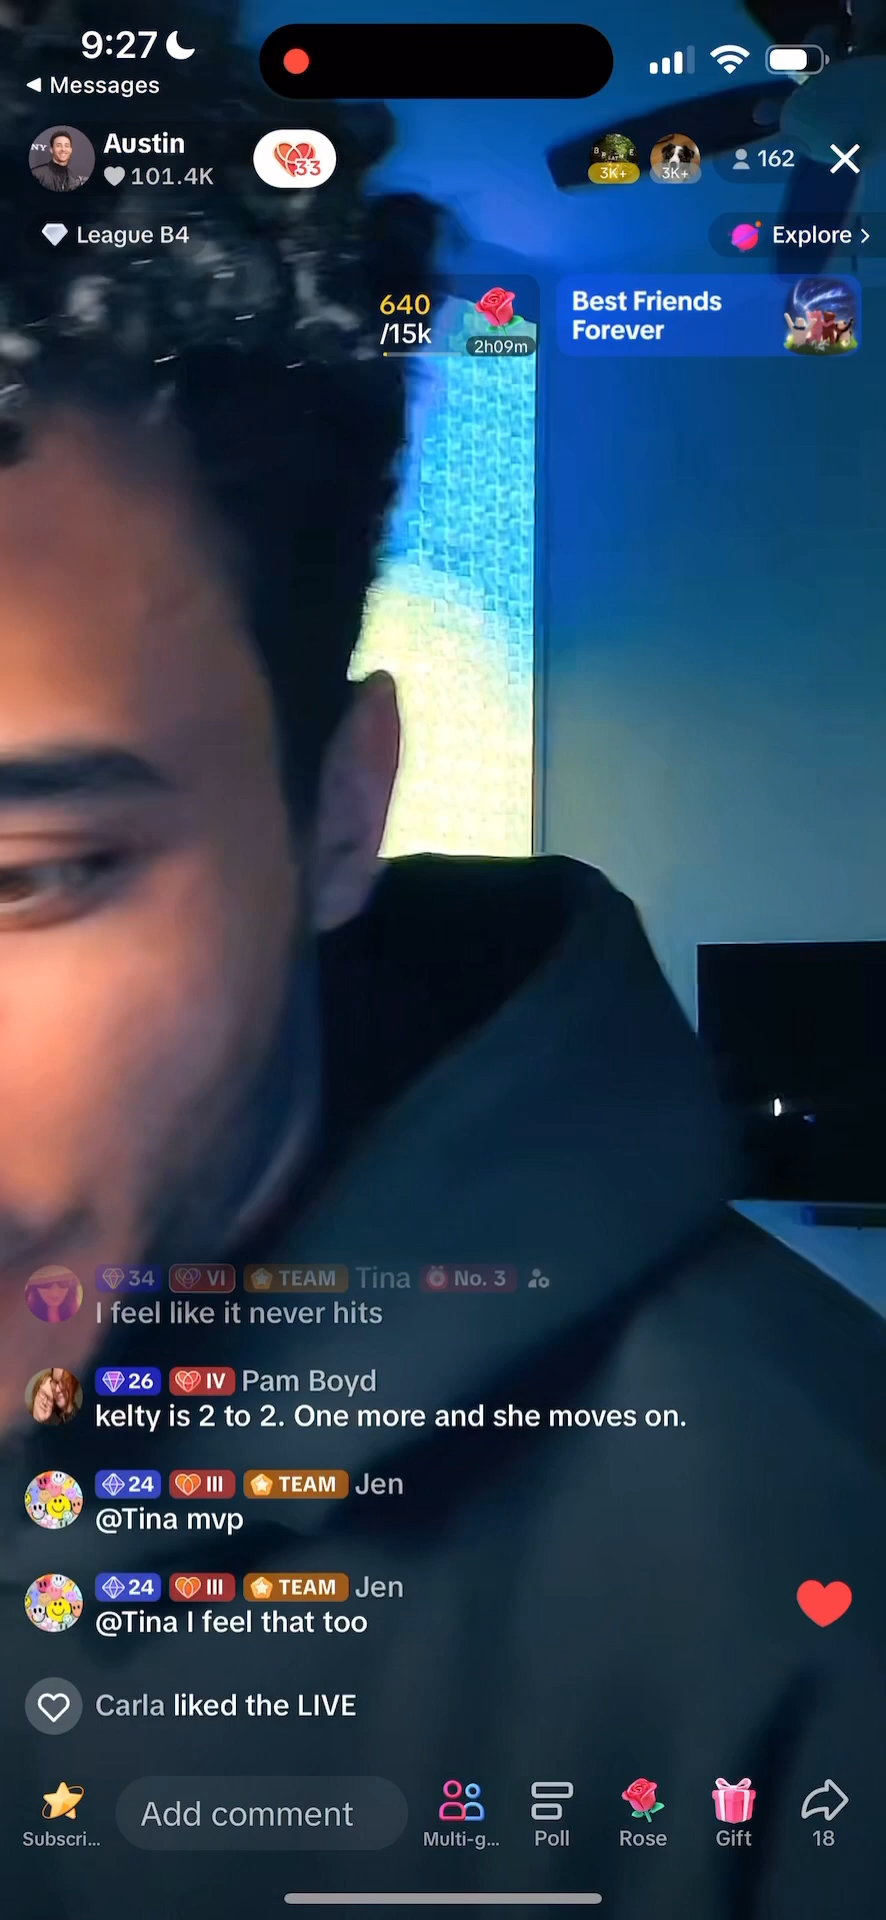 9:27
Messages
Austin
101.4K
33
3K+
3K+
162
League B4
Explore
640
/15k
2h09m
Best Friends
Forever
34 VI TEAM Tina No. 3
I feel like it never hits
26 IV Pam Boyd
kelty is 2 to 2. One more and she moves on.
24 III TEAM Jen
@Tina mvp
24 III TEAM Jen
@Tina I feel that too
Carla liked the LIVE
Add comment
Subscri...
Multi-g...
Poll
Rose
Gift
18